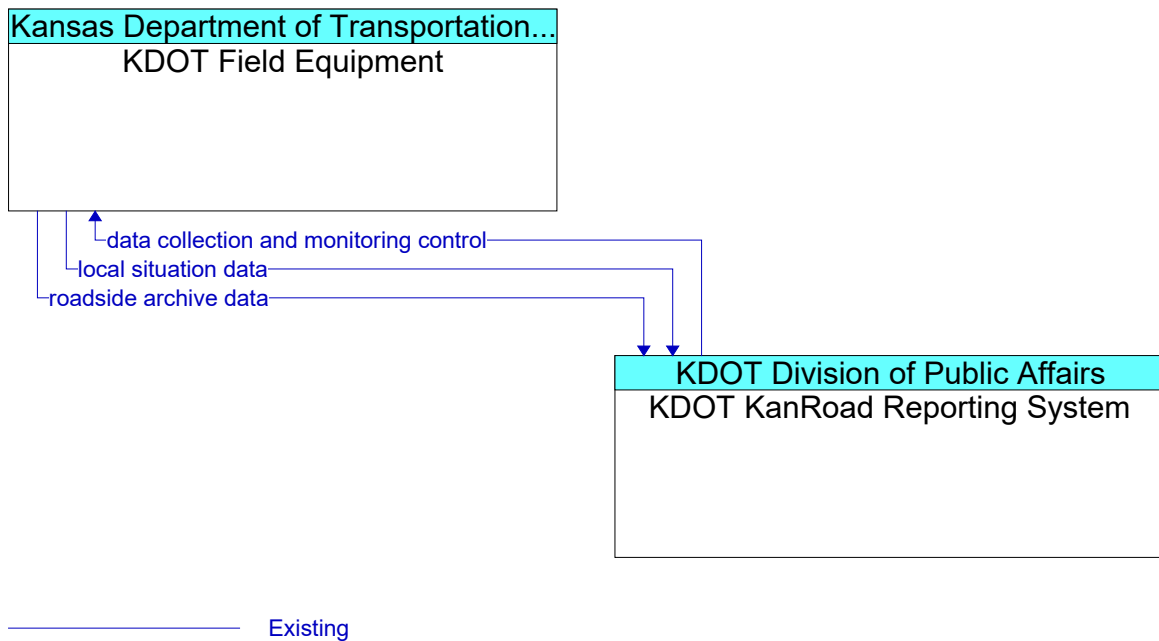 Kansas Department of Transportation...
KDOT Field Equipment
data collection and monitoring control
local situation data
roadside archive data
KDOT Division of Public Affairs
KDOT KanRoad Reporting System
Existing